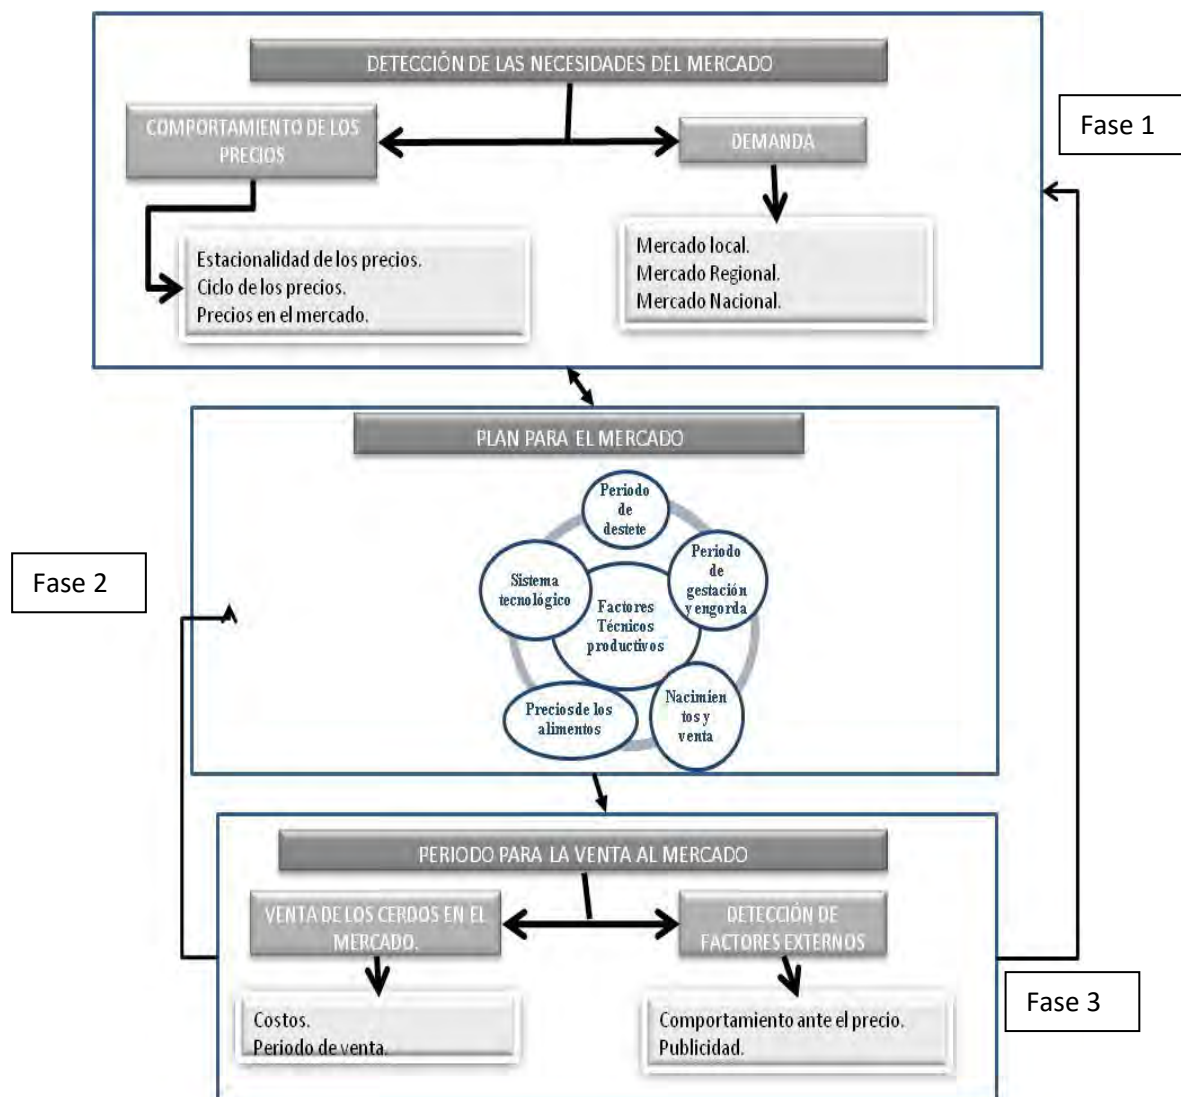 DETECCIÓN DE LAS NECESIDADES DEL MERCADO
Fase 1
COMPORTAMIENTO DE LOS
PRECIOS
DEMANDA
Estacionalidad de los precios.
Ciclo de los precios.
Precios en el mercado.
Mercado local.
Mercado Regional.
Mercado Nacional.
PLAN PARA EL MERCADO
Fase 2
Periodo
de
destete
Periodo
de
gestación
y engorda
Sistema
tecnológico
Factores
Técnicos
productivos
Nacimien
tos y
venta
Precios de los
alimentos
PERIODO PARA LA VENTA AL MERCADO
VENTA DE LOS CERDOS EN EL
MERCADO.
DETECCIÓN DE
FACTORES EXTERNOS
Fase 3
Costos.
Periodo de venta.
Comportamiento ante el precio.
Publicidad.